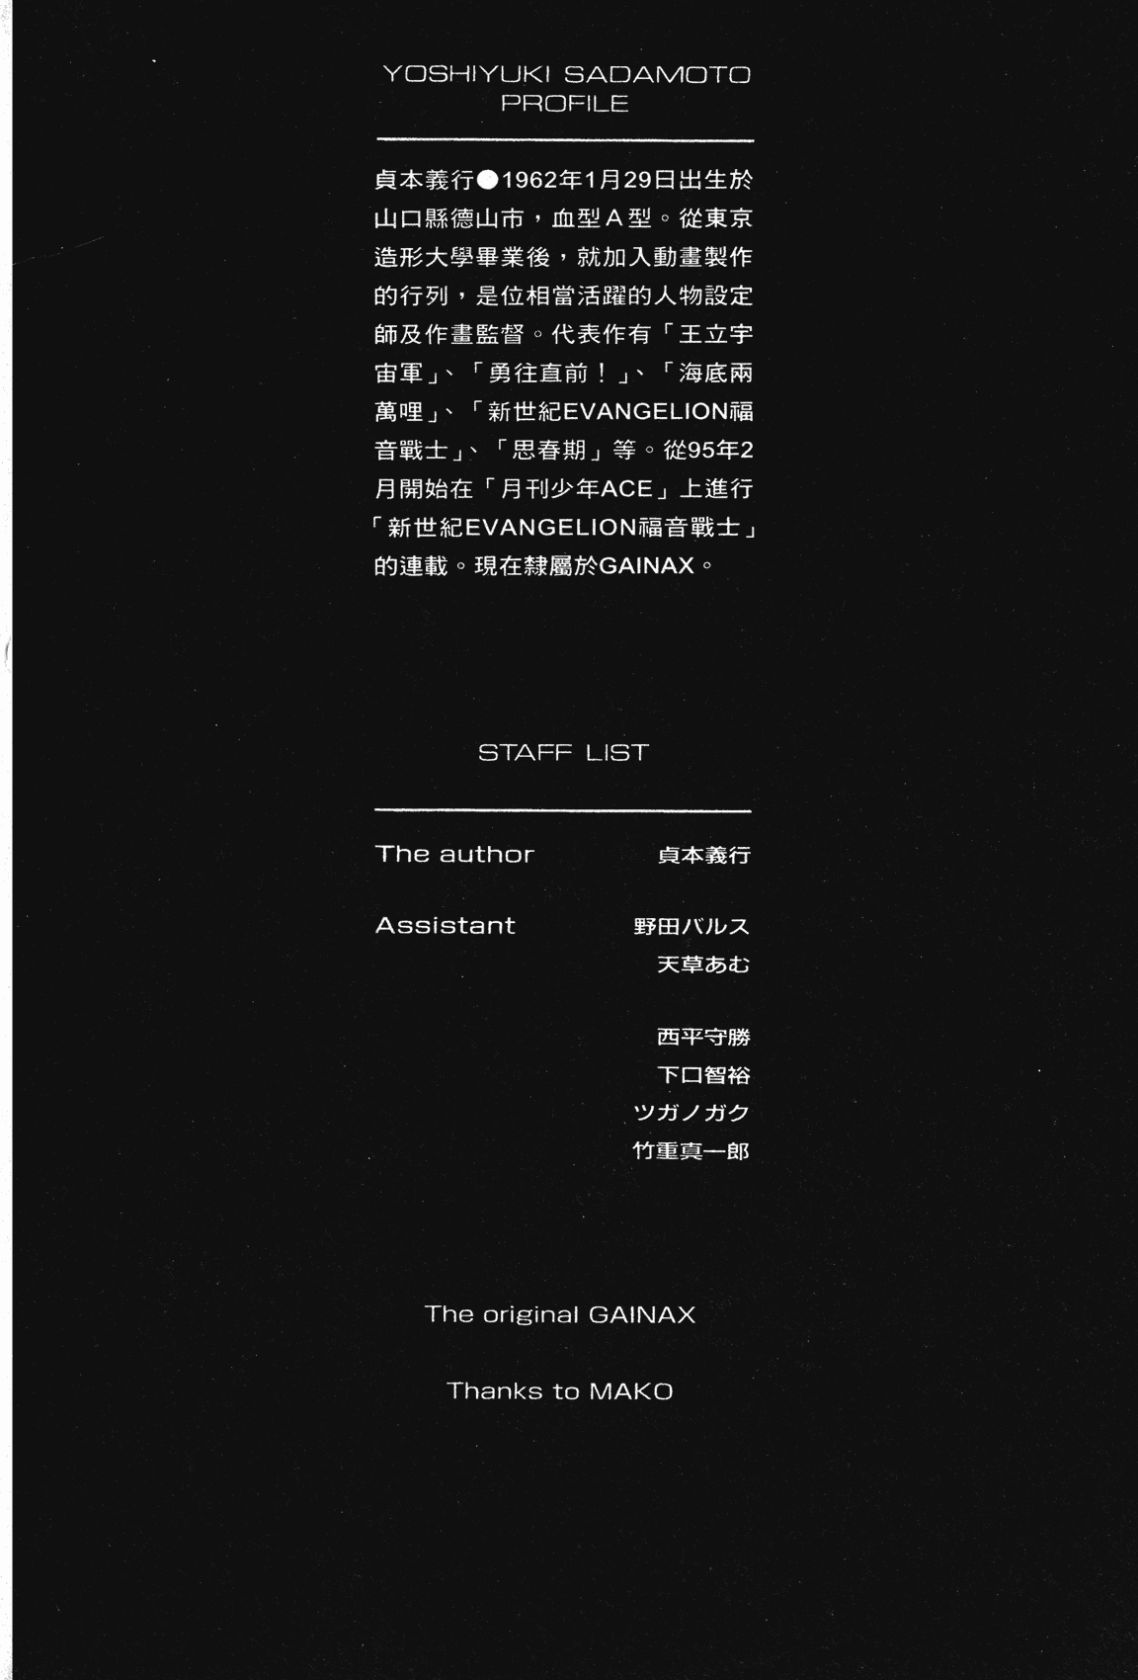 YOSHIYUKI SADAMOTO
PROFILE
貞本義行●1962年1月29日出生於
山口縣德山市，血型Ａ型。從東京
造形大學畢業後，就加入動畫製作
的行列，是位相當活躍的人物設定
師及作畫監督。代表作有「王立宇
宙軍」、「勇往直前！」、「海底兩
萬哩」、「新世紀EVANGELION福
音戰士」、「思春期」等。從95年2
月開始在「月刊少年ACE」上進行
「新世紀EVANGELION福音戰士」
的連載。現在隸屬於GAINAX。
STAFF LIST
The author 貞本義行
Assistant 野田バルス
天草あむ
西平守勝
下口智裕
ツガノガク
竹重真一郎
The original GAINAX
Thanks to MAKO